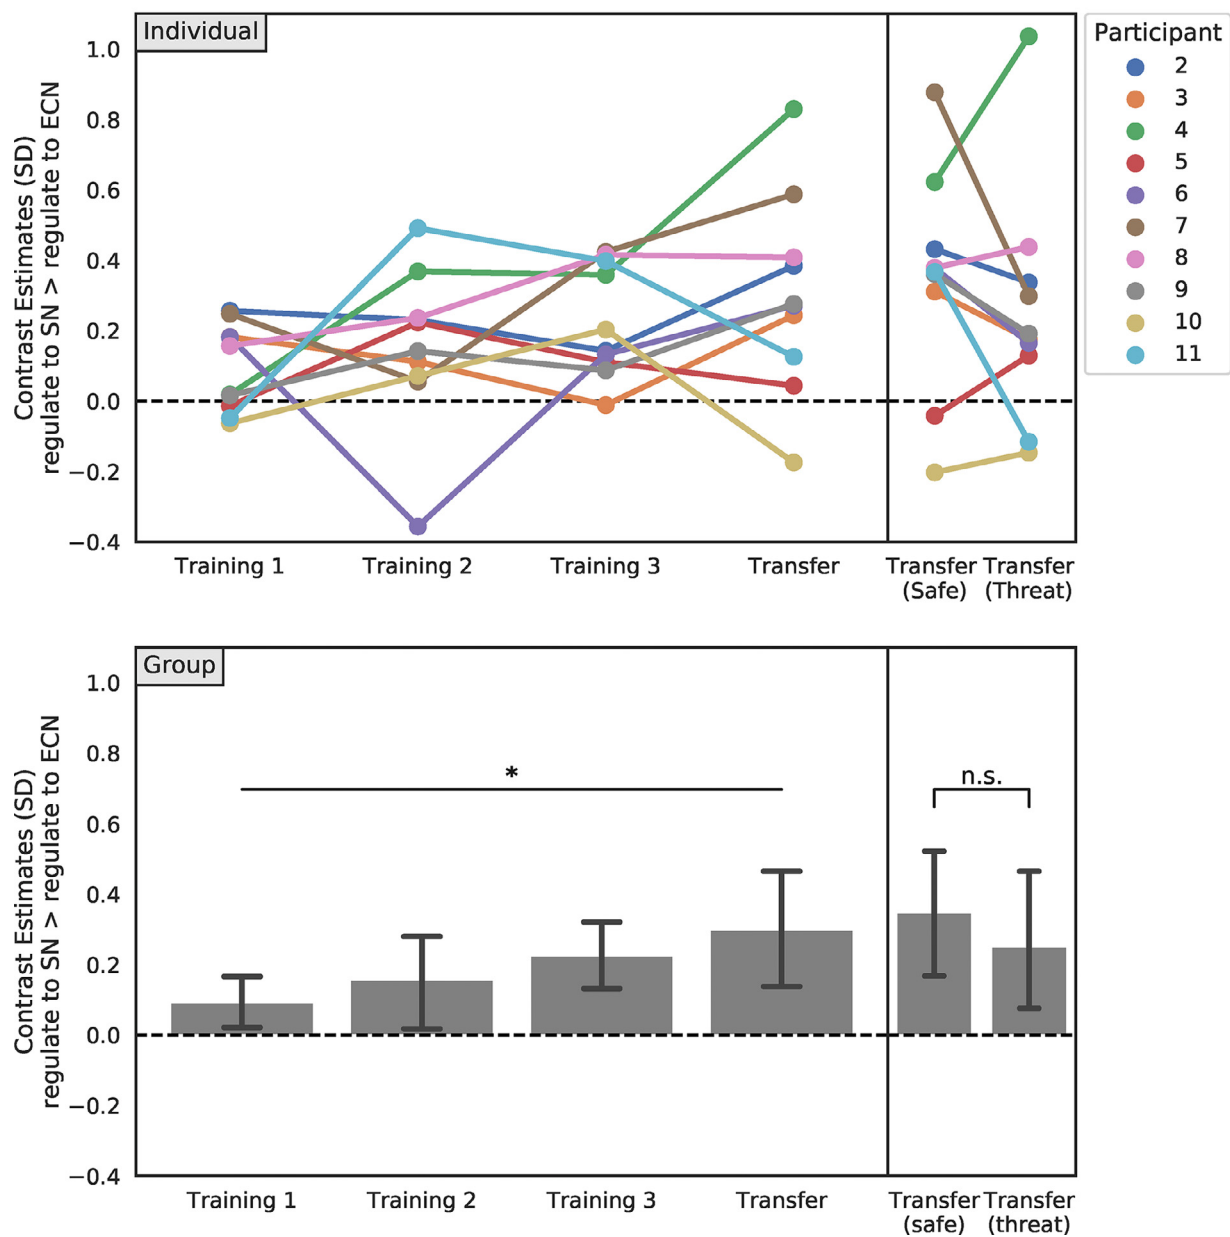 Individual
Contrast Estimates (SD)
regulate to SN > regulate to ECN
1.0
0.8
0.6
0.4
0.2
0.0
−0.2
−0.4
Training 1
Training 2
Training 3
Transfer
Transfer
(Safe)
Transfer
(Threat)
Participant
2
3
4
5
6
7
8
9
10
11
Group
Contrast Estimates (SD)
regulate to SN > regulate to ECN
1.0
0.8
0.6
0.4
0.2
0.0
−0.2
−0.4
*
n.s.
Training 1
Training 2
Training 3
Transfer
Transfer
(safe)
Transfer
(threat)